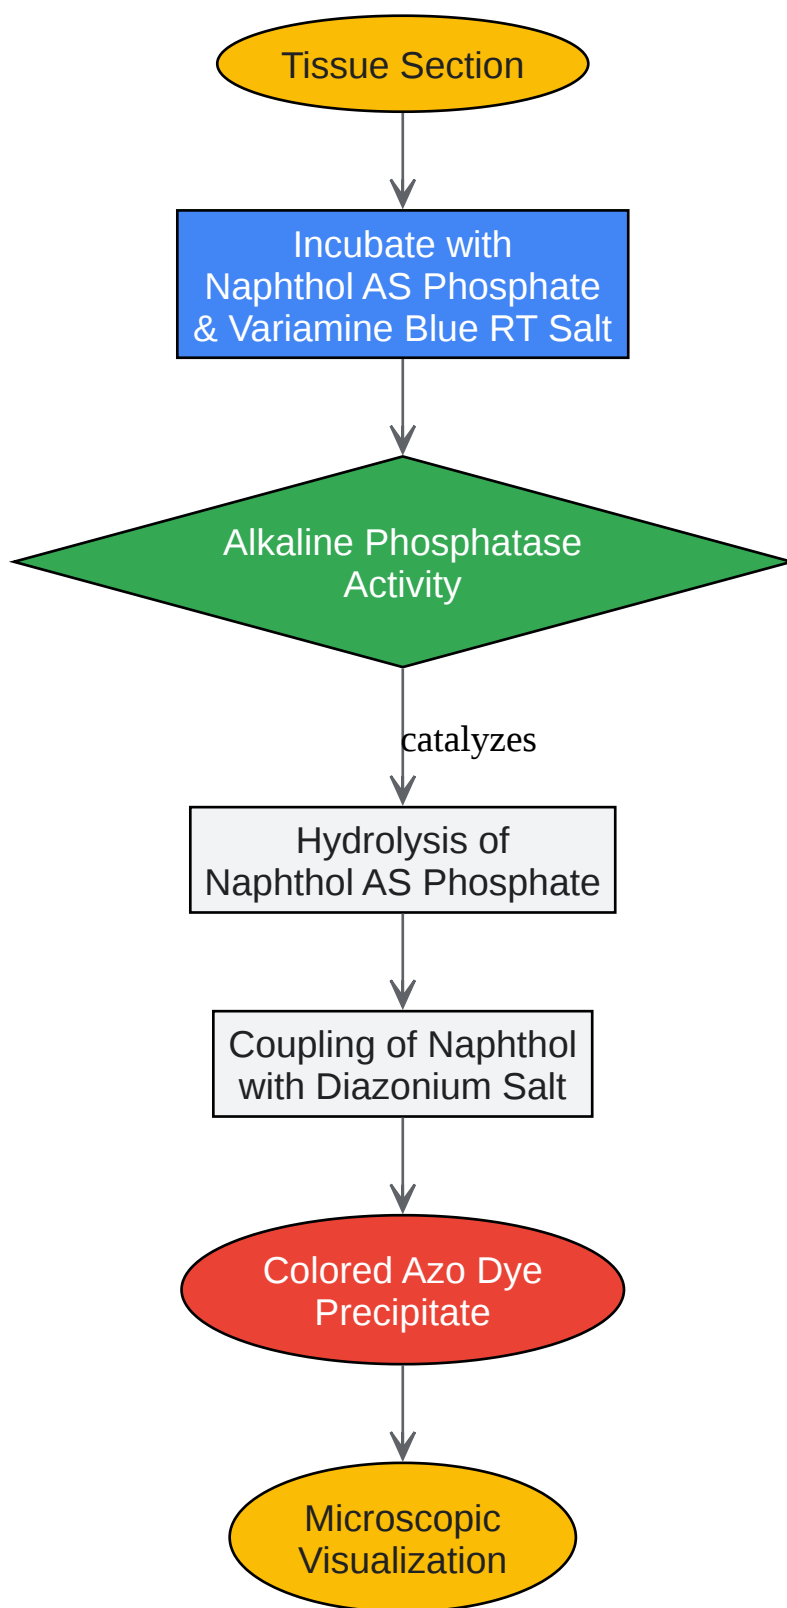 Tissue Section
Incubate with
Naphthol AS Phosphate
& Variamine Blue RT Salt
Alkaline Phosphatase
Activity
catalyzes
Hydrolysis of
Naphthol AS Phosphate
Coupling of Naphthol
with Diazonium Salt
Colored Azo Dye
Precipitate
Microscopic
Visualization